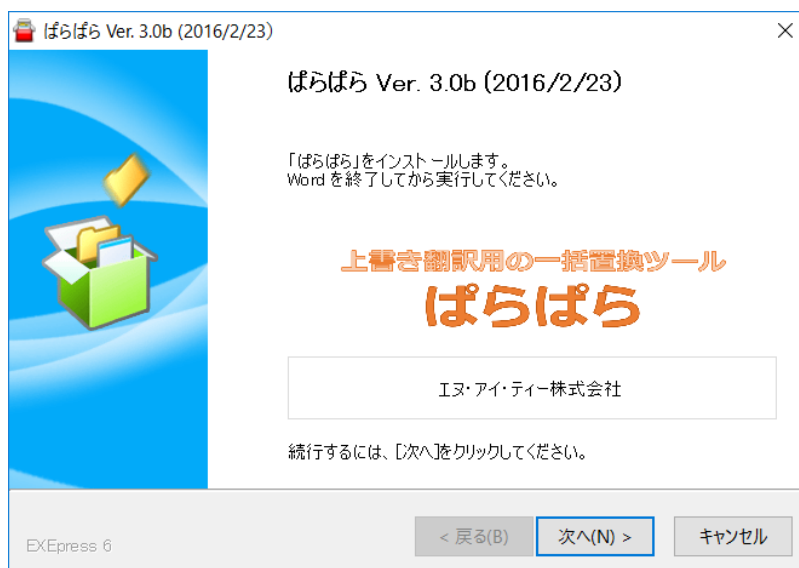 ぱらぱら Ver. 3.0b (2016/2/23)
ぱらぱら Ver. 3.0b (2016/2/23)
「ぱらぱら」をインストールします。
Word を終了してから実行してください。
上書き翻訳用の一括置換ツール
ぱらぱら
エヌ・アイ・ティー株式会社
続行するには、[次へ]をクリックしてください。
EXEpress 6
< 戻る(B)
次へ(N) >
キャンセル